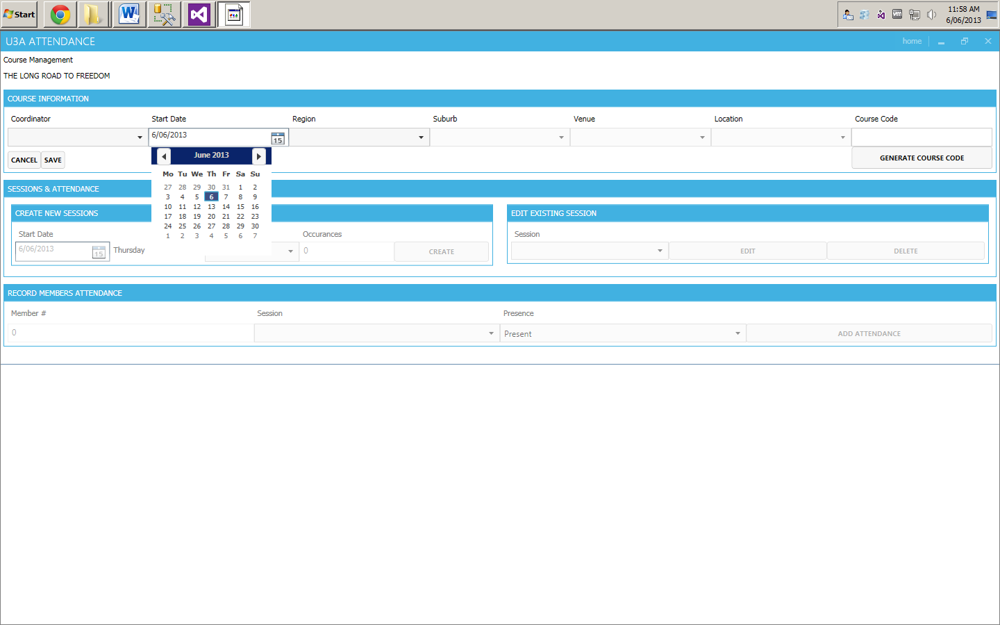 Start
vm
11:58 AM
6/06/2013
U3A ATTENDANCE
home
Course Management
THE LONG ROAD TO FREEDOM
COURSE INFORMATION
Coordinator Start Date Region Suburb Venue Location Course Code
6/06/2013 15
CANCEL SAVE June 2013 GENERATE COURSE CODE
Mo Tu We Th Fr Sa Su
27 28 29 30 31 1 2
3 4 5 6 7 8 9
10 11 12 13 14 15 16
17 18 19 20 21 22 23
24 25 26 27 28 29 30
1 2 3 4 5 6 7
SESSIONS & ATTENDANCE
CREATE NEW SESSIONS
Start Date Occurances
6/06/2013 15 Thursday 0 CREATE
EDIT EXISTING SESSION
Session
EDIT DELETE
RECORD MEMBERS ATTENDANCE
Member # Session Presence
0 Present ADD ATTENDANCE